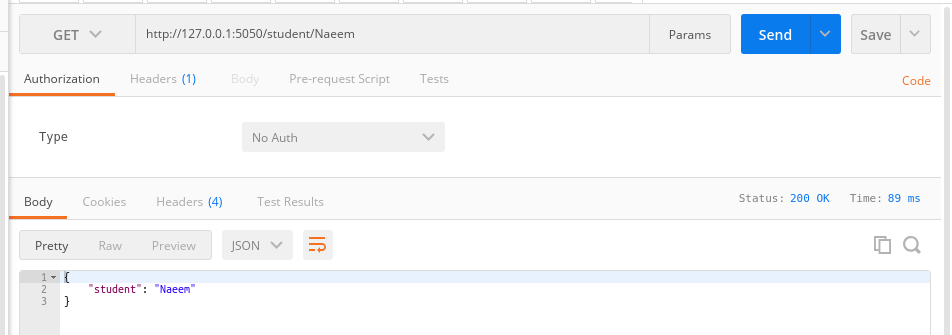 GET http://127.0.0.1:5050/student/Naeem Params Send Save
Authorization Headers (1) Body Pre-request Script Tests Code
Type No Auth
Body Cookies Headers (4) Test Results Status: 200 OK Time: 89 ms
Pretty Raw Preview JSON
1 {
2 "student": "Naeem"
3 }